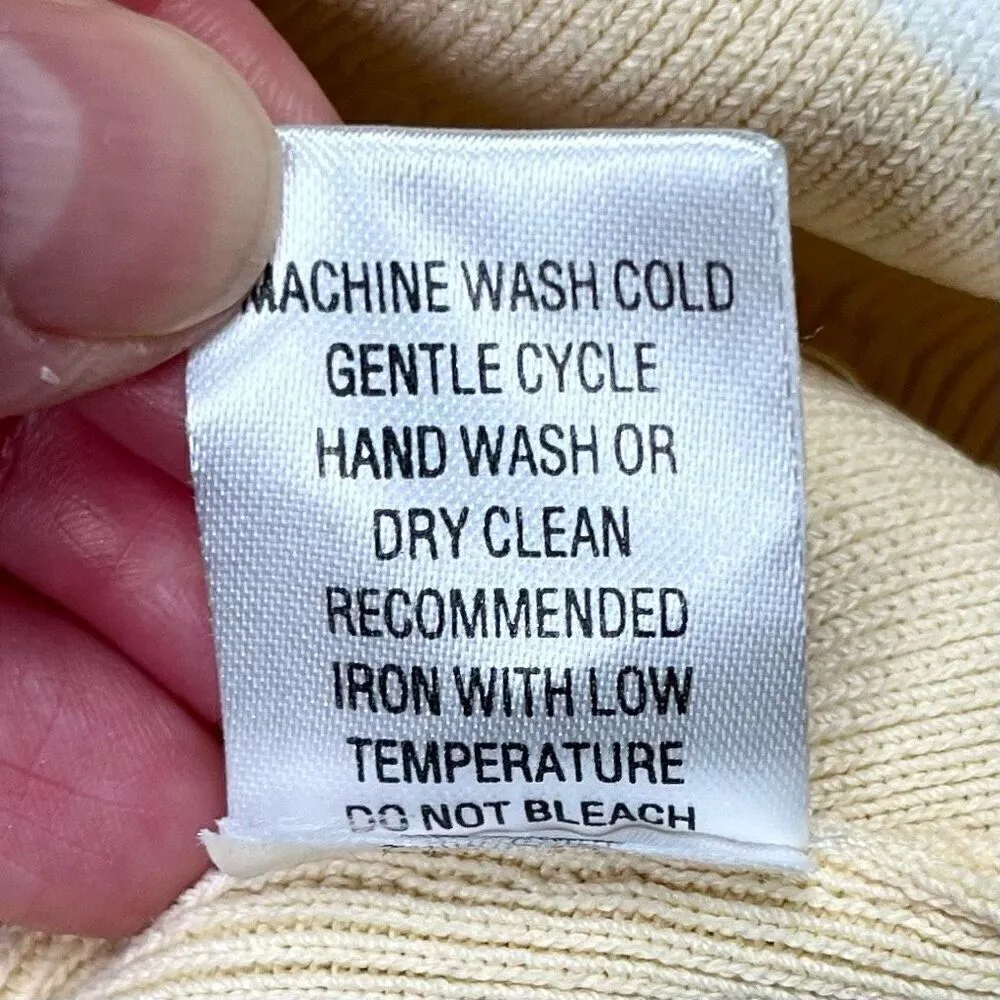 MACHINE WASH COLD
GENTLE CYCLE
HAND WASH OR
DRY CLEAN
RECOMMENDED
IRON WITH LOW
TEMPERATURE
DO NOT BLEACH